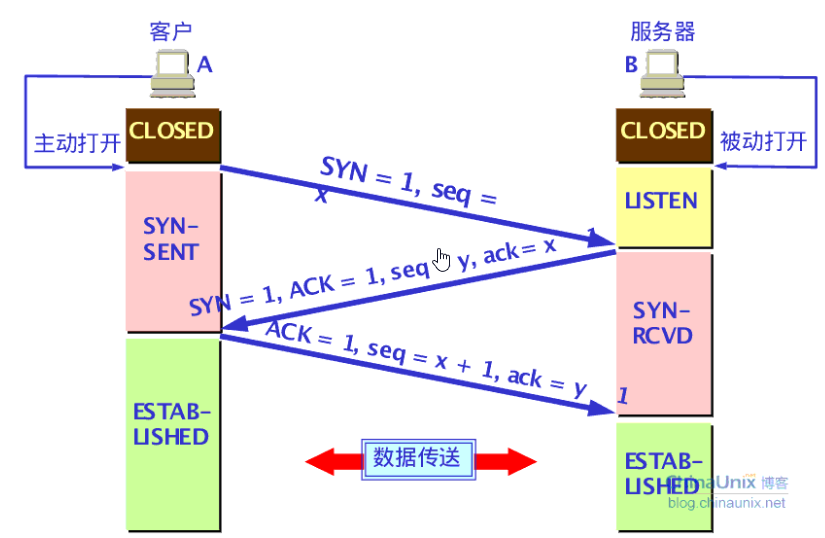 客户
服务器
A
B
CLOSED
CLOSED
主动打开
被动打开
SYN = 1, seq =
x
LISTEN
SYN-
SENT
SYN = 1, ACK = 1, seq y, ack= x 1
SYN-
RCVD
ACK = 1, seq = x + 1, ack = y 1
ESTAB-
LISHED
数据传送
ESTAB-
LISHED
ChinaUnix 博客
blog.chinaunix.net